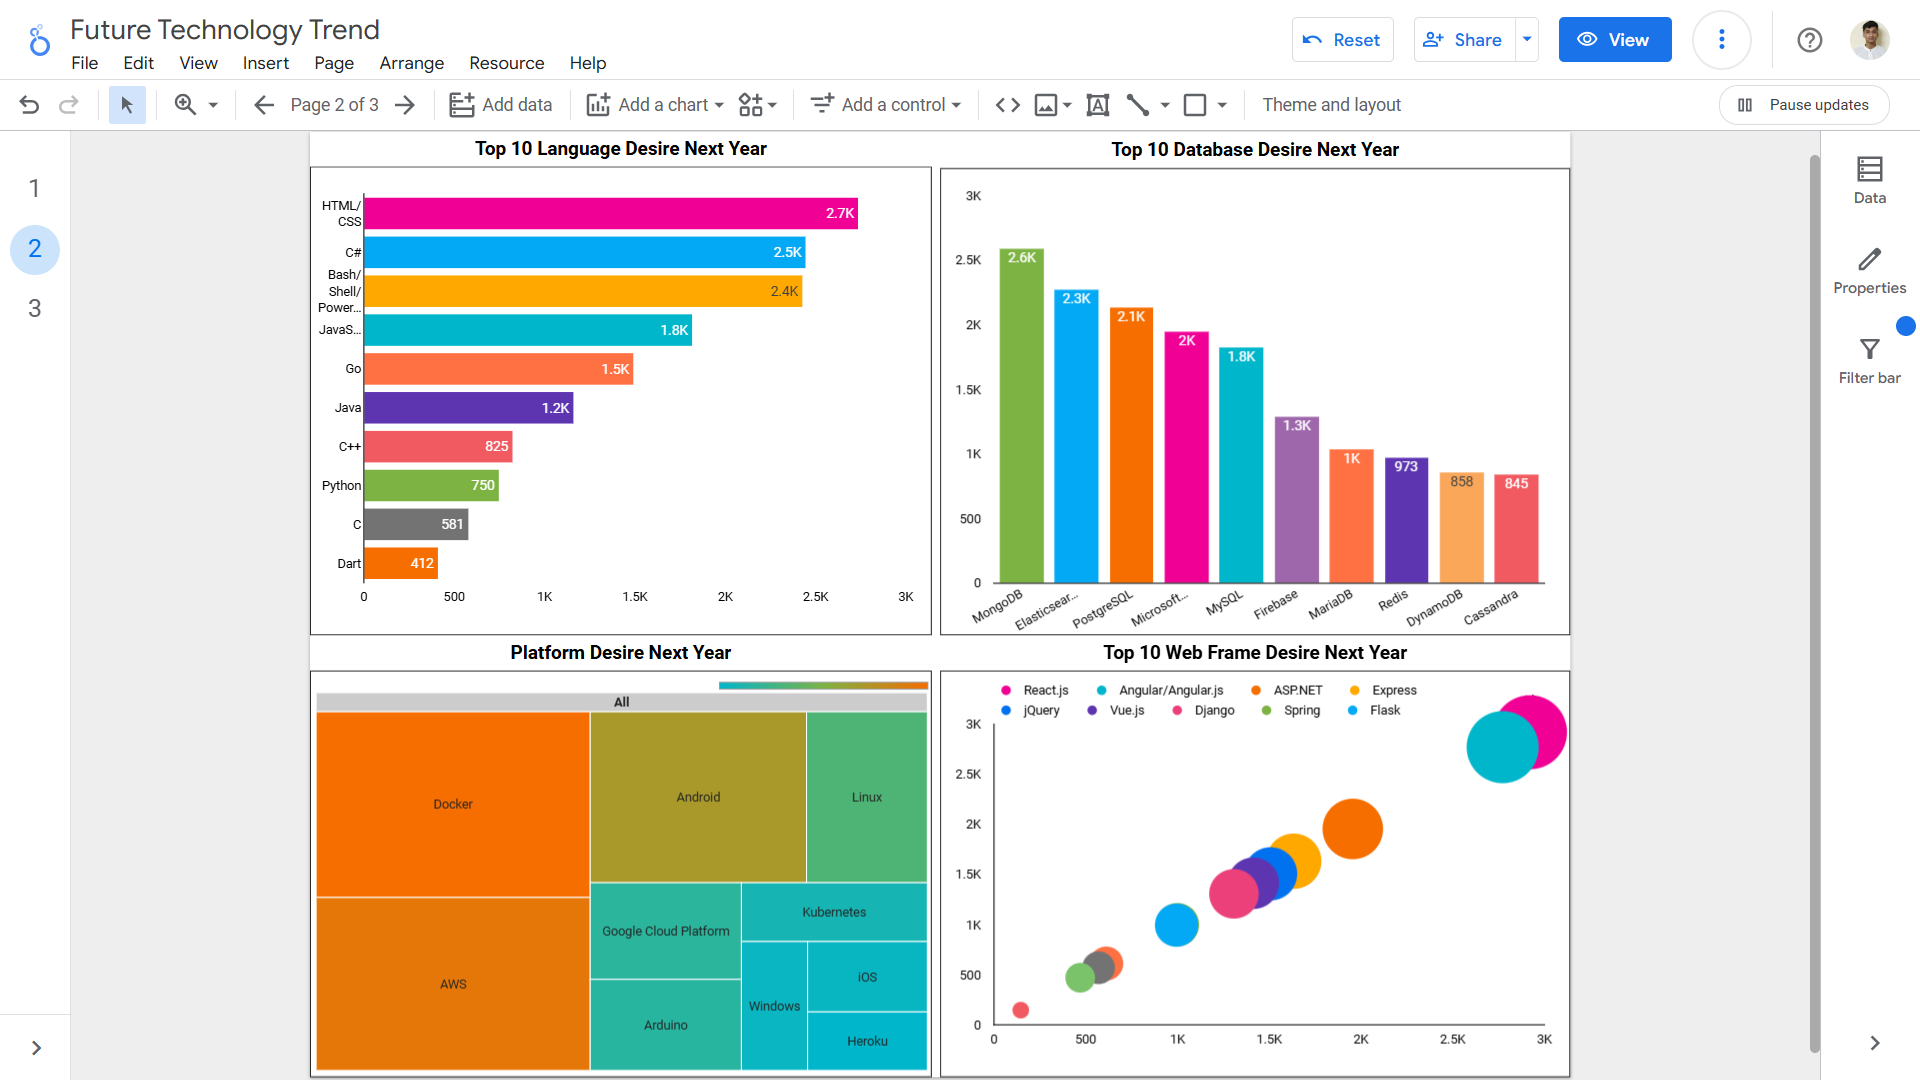 Future Technology Trend
File Edit View Insert Page Arrange Resource Help
Reset
Share
View
Page 2 of 3
Add data
Add a chart
Add a control
Theme and layout
Pause updates
1
2
3
Data
Properties
Filter bar
Top 10 Language Desire Next Year
HTML/
CSS
2.7K
C#
2.5K
Bash/
Shell/
Power...
2.4K
JavaS...
1.8K
Go
1.5K
Java
1.2K
C++
825
Python
750
C
581
Dart
412
0 500 1K 1.5K 2K 2.5K 3K
Top 10 Database Desire Next Year
3K
2.5K
2K
1.5K
1K
500
0
2.6K
2.3K
2.1K
2K
1.8K
1.3K
1K
973
858
845
MongoDB
Elasticsear...
PostgreSQL
Microsoft...
MySQL
Firebase
MariaDB
Redis
DynamoDB
Cassandra
Platform Desire Next Year
All
Docker
Android
Linux
AWS
Google Cloud Platform
Kubernetes
Arduino
Windows
iOS
Heroku
Top 10 Web Frame Desire Next Year
React.js Angular/Angular.js ASP.NET Express
jQuery Vue.js Django Spring Flask
3K
2.5K
2K
1.5K
1K
500
0
0 500 1K 1.5K 2K 2.5K 3K